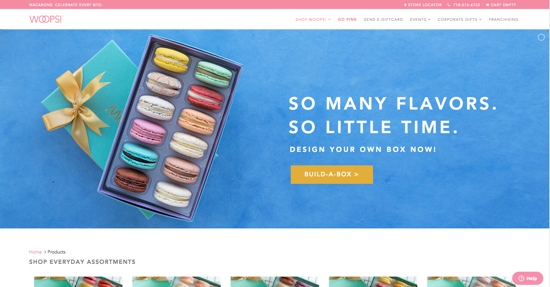 MACARONS. CELEBRATE EVERY BITE.
STORE LOCATOR
718-576-6755
CART EMPTY
WOOPS!
SHOP WOOPS!
GO PINK
SEND E-GIFTCARD
EVENTS
CORPORATE GIFTS
FRANCHISING
SO MANY FLAVORS.
SO LITTLE TIME.
DESIGN YOUR OWN BOX NOW!
BUILD-A-BOX >
Home > Products
SHOP EVERYDAY ASSORTMENTS
Help